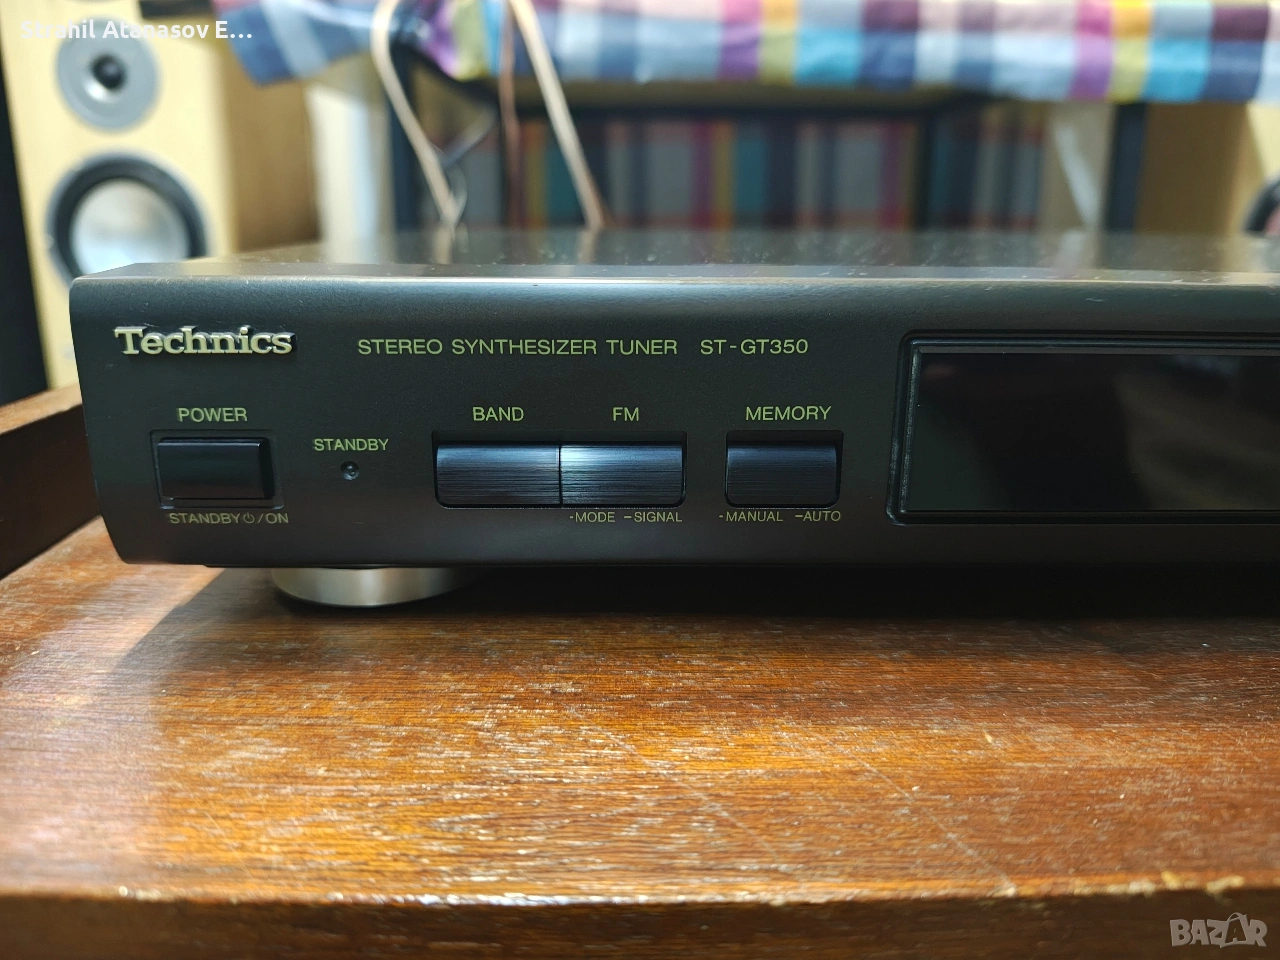 Strahil Atanasov E...
Technics
STEREO SYNTHESIZER TUNER ST-GT350
POWER
STANDBY
BAND
FM
MEMORY
STANDBY⏻/ON
-MODE –SIGNAL
-MANUAL –AUTO
BAZAR